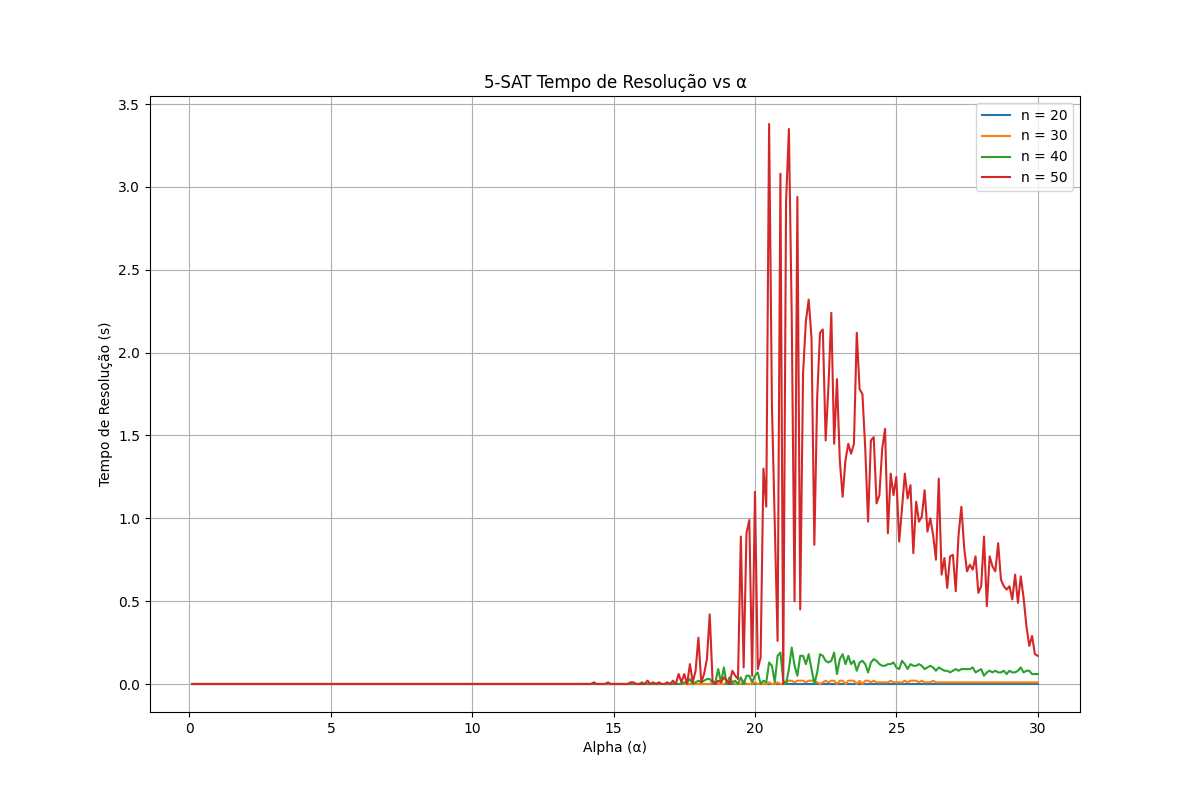 5-SAT Tempo de Resolução vs α
3.5
3.0
2.5
2.0
1.5
1.0
0.5
0.0
Tempo de Resolução (s)
n = 20
n = 30
n = 40
n = 50
0
5
10
15
20
25
30
Alpha (α)